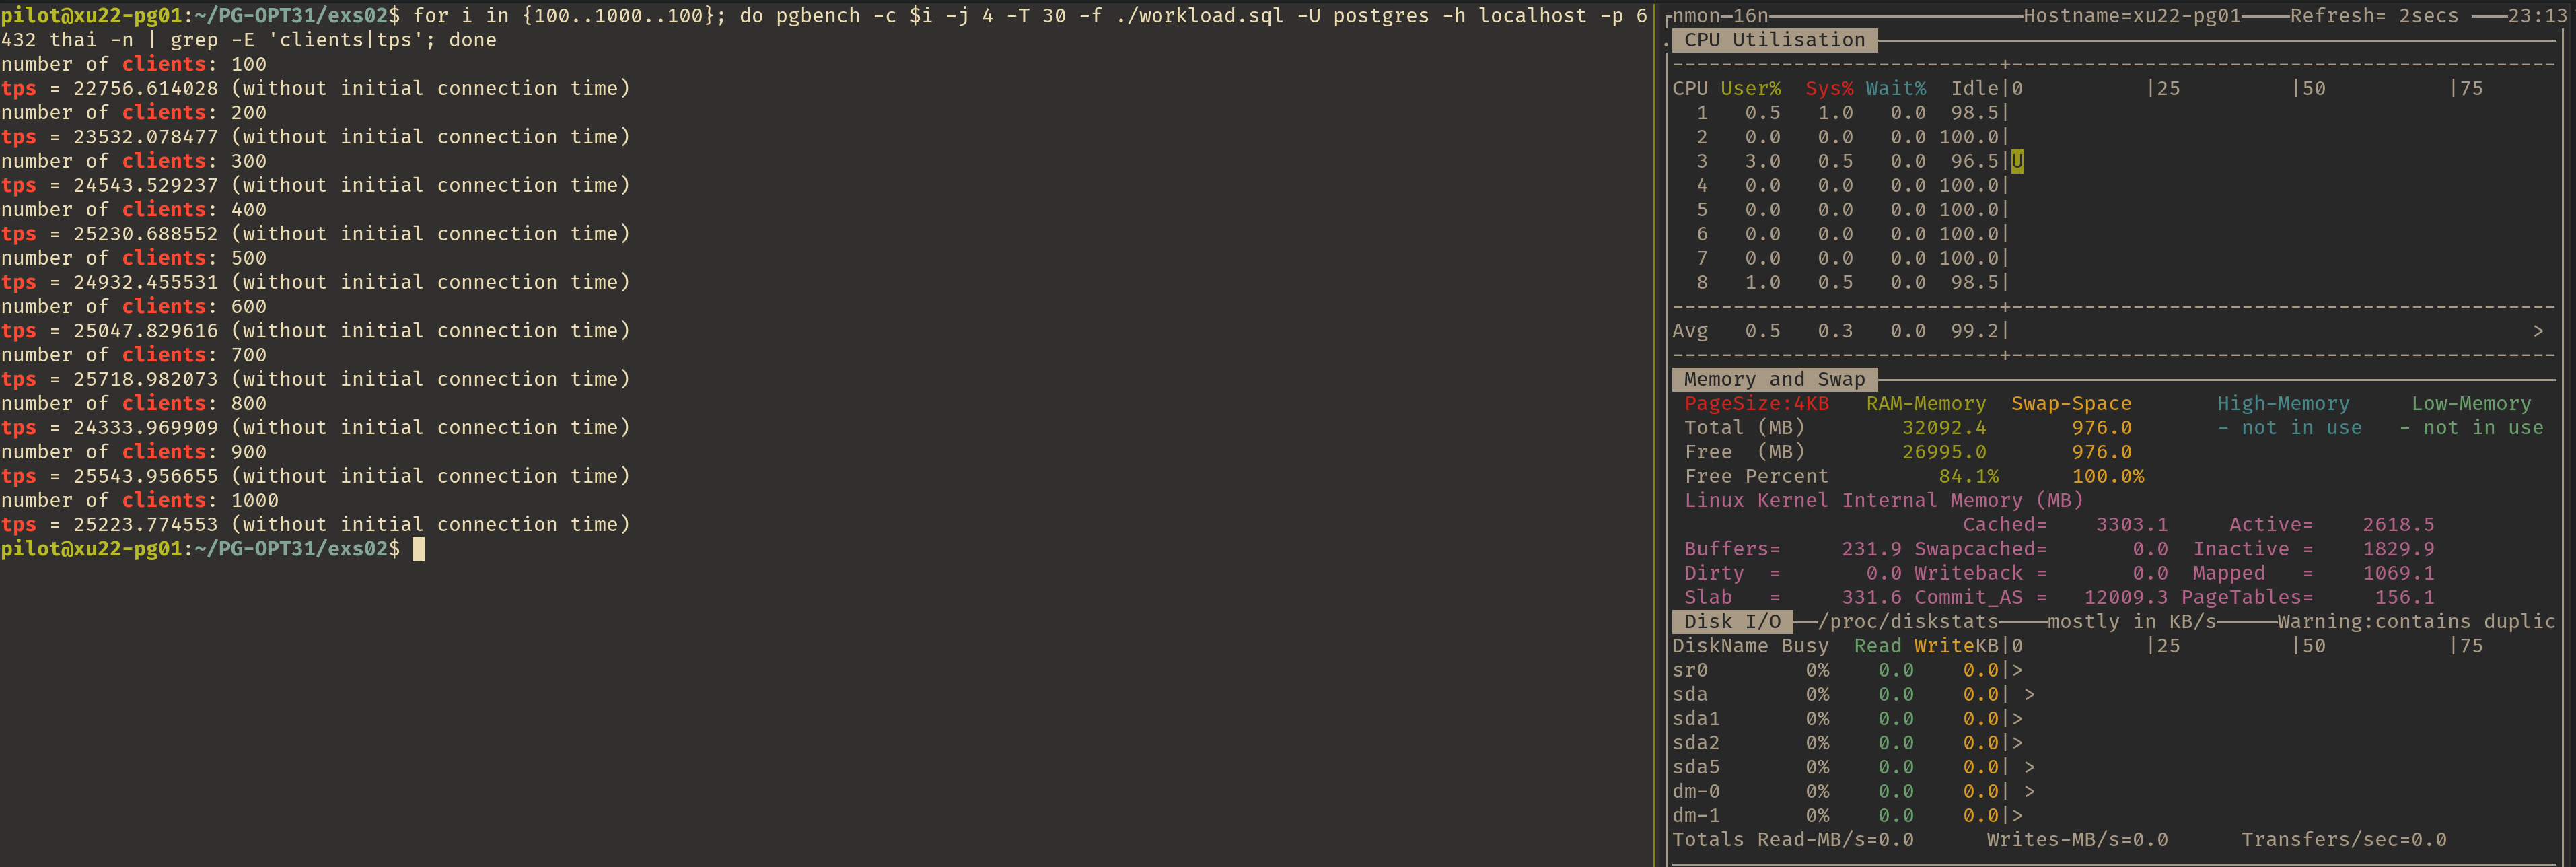 pilot@xu22-pg01:~/PG-OPT31/exs02$ for i in {100..1000..100}; do pgbench -c $i -j 4 -T 30 -f ./workload.sql -U postgres -h localhost -p 6
432 thai -n | grep -E 'clients|tps'; done
number of clients: 100
tps = 22756.614028 (without initial connection time)
number of clients: 200
tps = 23532.078477 (without initial connection time)
number of clients: 300
tps = 24543.529237 (without initial connection time)
number of clients: 400
tps = 25230.688552 (without initial connection time)
number of clients: 500
tps = 24932.455531 (without initial connection time)
number of clients: 600
tps = 25047.829616 (without initial connection time)
number of clients: 700
tps = 25718.982073 (without initial connection time)
number of clients: 800
tps = 24333.969909 (without initial connection time)
number of clients: 900
tps = 25543.956655 (without initial connection time)
number of clients: 1000
tps = 25223.774553 (without initial connection time)
pilot@xu22-pg01:~/PG-OPT31/exs02$
nmon—16n Hostname=xu22-pg01 Refresh= 2secs 23:13
CPU Utilisation
CPU User% Sys% Wait% Idle|0 |25 |50 |75
1 0.5 1.0 0.0 98.5|
2 0.0 0.0 0.0 100.0|
3 3.0 0.5 0.0 96.5|U
4 0.0 0.0 0.0 100.0|
5 0.0 0.0 0.0 100.0|
6 0.0 0.0 0.0 100.0|
7 0.0 0.0 0.0 100.0|
8 1.0 0.5 0.0 98.5|
Avg 0.5 0.3 0.0 99.2| >
Memory and Swap
PageSize:4KB RAM-Memory Swap-Space High-Memory Low-Memory
Total (MB) 32092.4 976.0 - not in use - not in use
Free (MB) 26995.0 976.0
Free Percent 84.1% 100.0%
Linux Kernel Internal Memory (MB)
Cached= 3303.1 Active= 2618.5
Buffers= 231.9 Swapcached= 0.0 Inactive = 1829.9
Dirty = 0.0 Writeback = 0.0 Mapped = 1069.1
Slab = 331.6 Commit_AS = 12009.3 PageTables= 156.1
Disk I/O —/proc/diskstats——mostly in KB/s——Warning:contains duplic
DiskName Busy Read WriteKB|0 |25 |50 |75
sr0 0% 0.0 0.0|>
sda 0% 0.0 0.0| >
sda1 0% 0.0 0.0|>
sda2 0% 0.0 0.0|>
sda5 0% 0.0 0.0| >
dm-0 0% 0.0 0.0| >
dm-1 0% 0.0 0.0|>
Totals Read-MB/s=0.0 Writes-MB/s=0.0 Transfers/sec=0.0